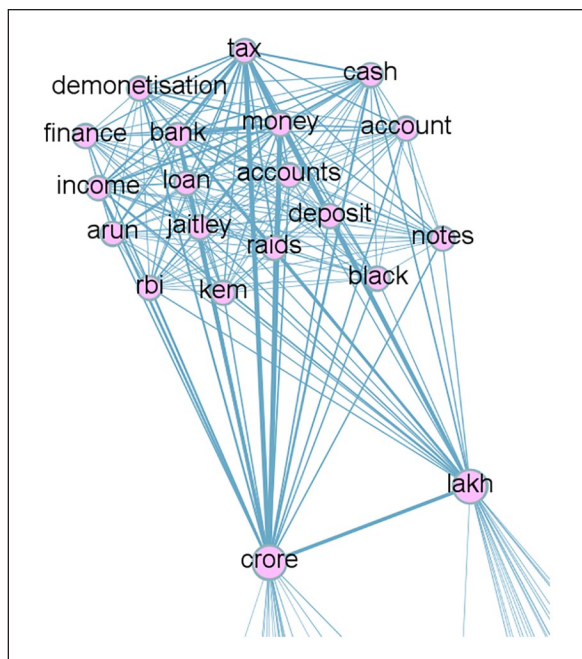 tax
cash
demonetisation
finance
bank
money
account
income
loan
accounts
arun
jaitley
deposit
raids
notes
rbi
kem
black
lakh
crore